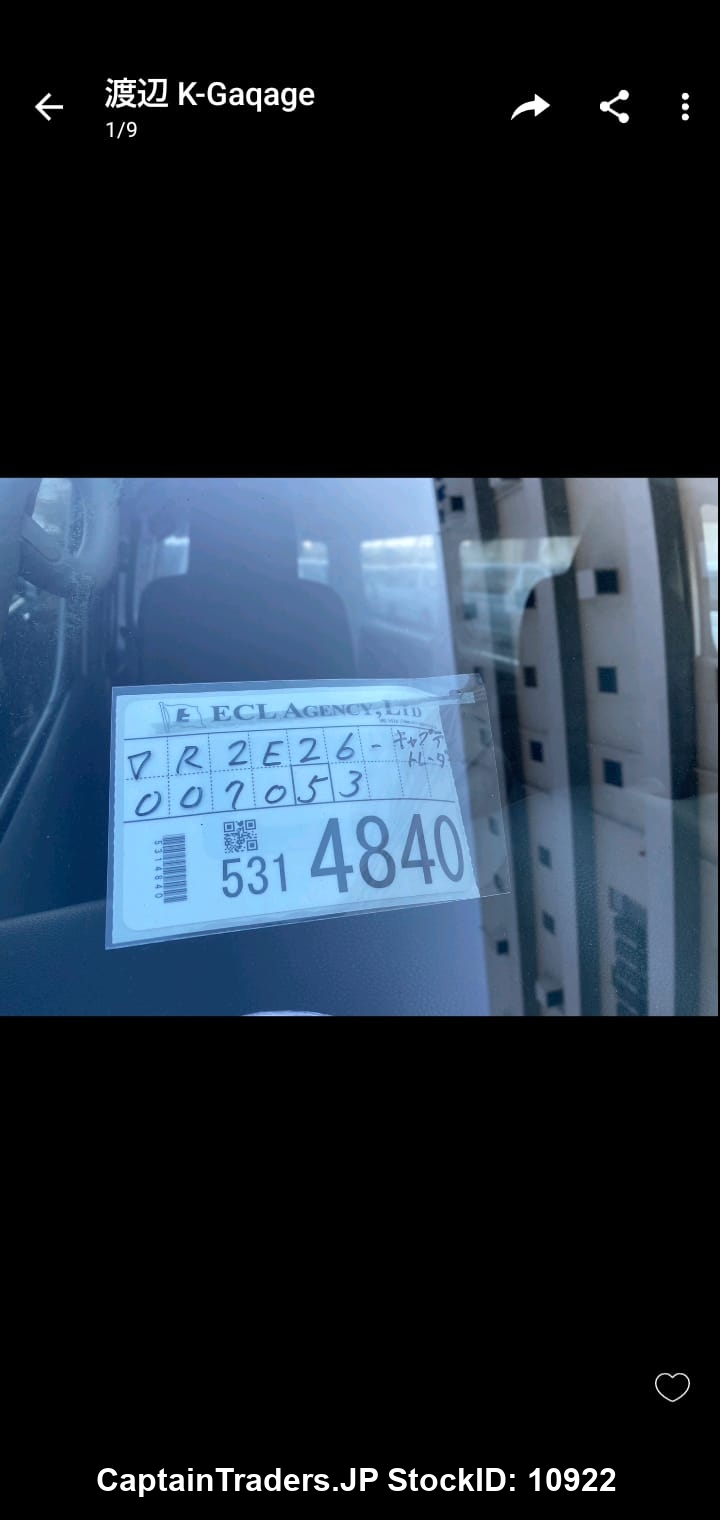 渡辺 K-Gaqage
1/9
E ECL AGENCY, LTD
DR2E26- キャプテ
トレーダ
007053
5314840
531 4840
CaptainTraders.JP StockID: 10922